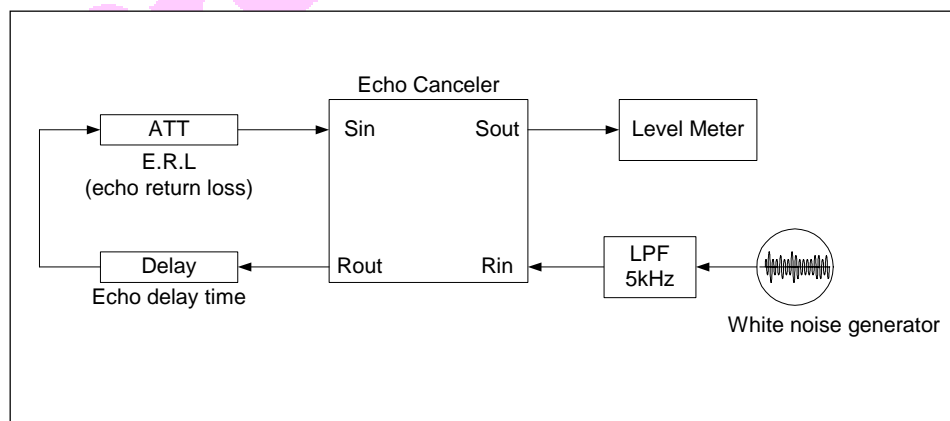 Echo Canceler
ATT
Sin
Sout
Level Meter
E.R.L
(echo return loss)
Delay
Rout
Rin
LPF
5kHz
Echo delay time
White noise generator